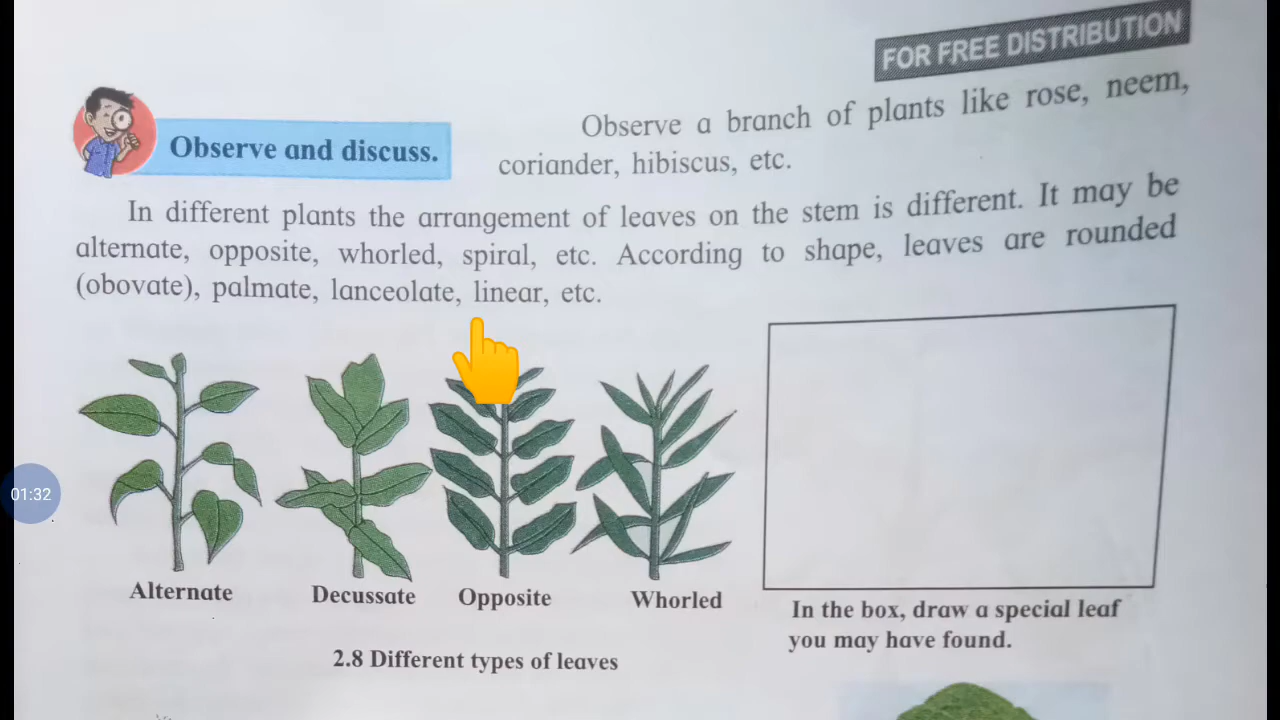 FOR FREE DISTRIBUTION
Observe and discuss.
Observe a branch of plants like rose, neem,
coriander, hibiscus, etc.
In different plants the arrangement of leaves on the stem is different. It may be
alternate, opposite, whorled, spiral, etc. According to shape, leaves are rounded
(obovate), palmate, lanceolate, linear, etc.
01:32
Alternate
Decussate
Opposite
Whorled
In the box, draw a special leaf
you may have found.
2.8 Different types of leaves